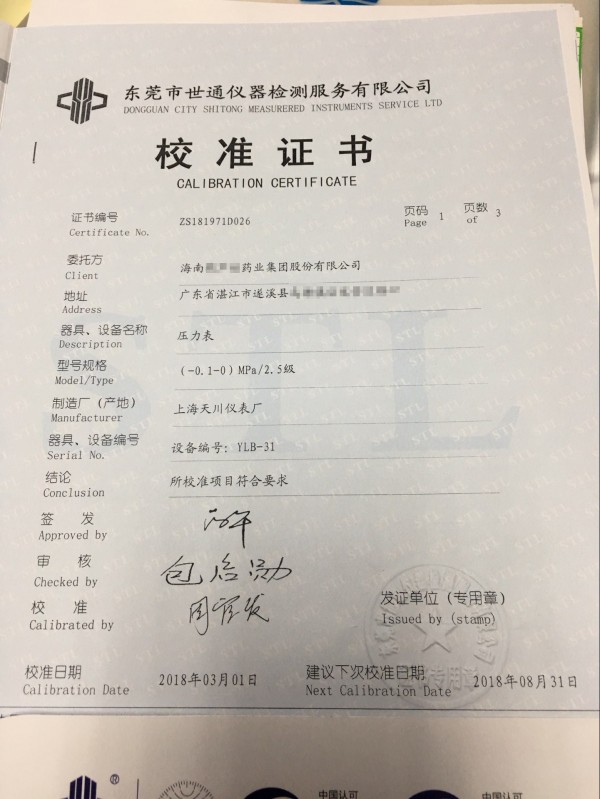 东莞市世通仪器检测服务有限公司
DONGGUAN CITY SHITONG MEASURERED INSTRUMENTS SERVICE LTD
校准证书
CALIBRATION CERTIFICATE
证书编号 ZS181971D026 页码 1 页数 3
Certificate No. Page of
委托方 海南 药业集团股份有限公司
Client
地址 广东省湛江市遂溪县
Address
器具、设备名称 压力表
Description
型号规格 (-0.1-0)MPa/2.5级
Model/Type
制造厂(产地) 上海天川仪表厂
Manufacturer
器具、设备编号 设备编号: YLB-31
Serial No.
结论 所校准项目符合要求
Conclusion
签发
Approved by
审核
Checked by
校准 发证单位(专用章)
Calibrated by Issued by (stamp)
校准日期 2018年03月01日 建议下次校准日期 2018年08月31日
Calibration Date Next Calibration Date
中国认可 中国认可